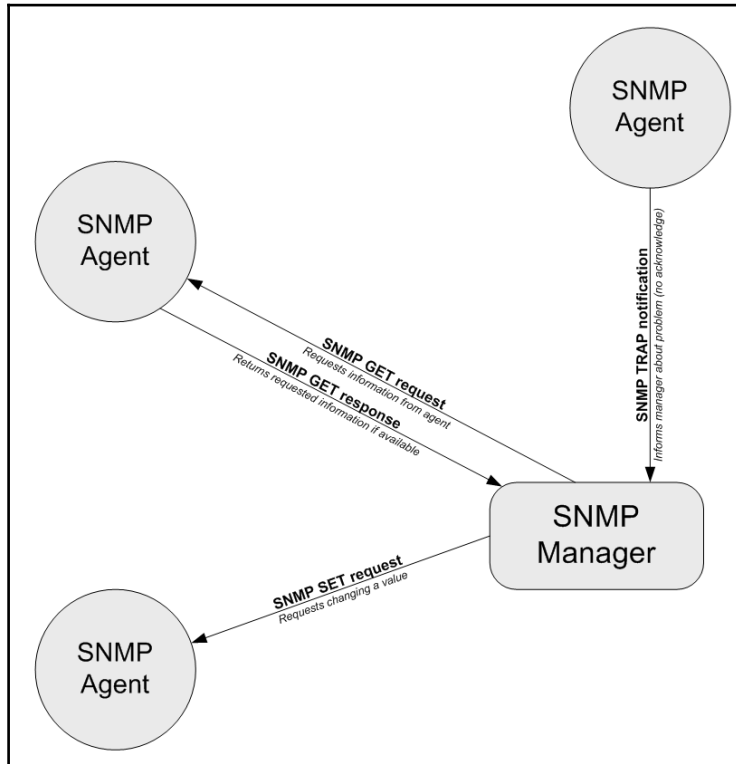 SNMP
Agent
SNMP
Agent
SNMP TRAP notification
Informs manager about problem (no acknowledge)
SNMP GET request
Requests information from agent
SNMP GET response
Returns requested information if available
SNMP
Manager
SNMP SET request
Requests changing a value
SNMP
Agent